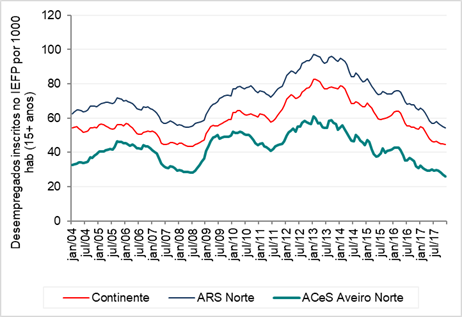 Desempregados inscritos no IEFP por 1000
hab (15+ anos)
120
100
80
60
40
20
0
jan/04
jul/04
jan/05
jul/05
jan/06
jul/06
jan/07
jul/07
jan/08
jul/08
jan/09
jul/09
jan/10
jul/10
jan/11
jul/11
jan/12
jul/12
jan/13
jul/13
jan/14
jul/14
jan/15
jul/15
jan/16
jul/16
jan/17
jul/17
Continente
ARS Norte
ACeS Aveiro Norte